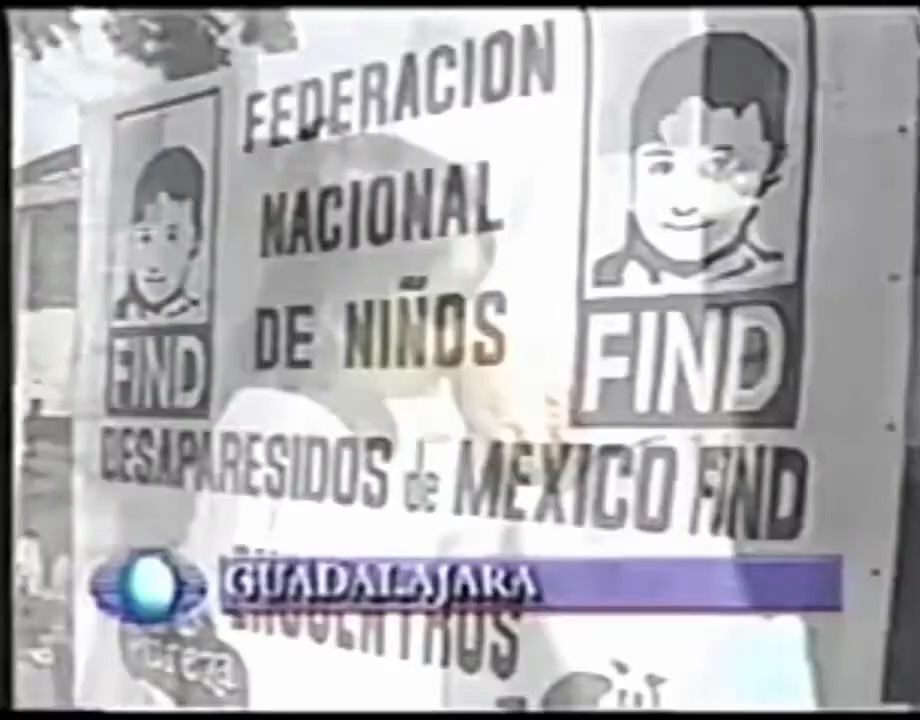 FEDERACION
NACIONAL
DE NIÑOS
FIND
FIND
DESAPARESIDOS de MEXICO FIND
GUADALAJARA